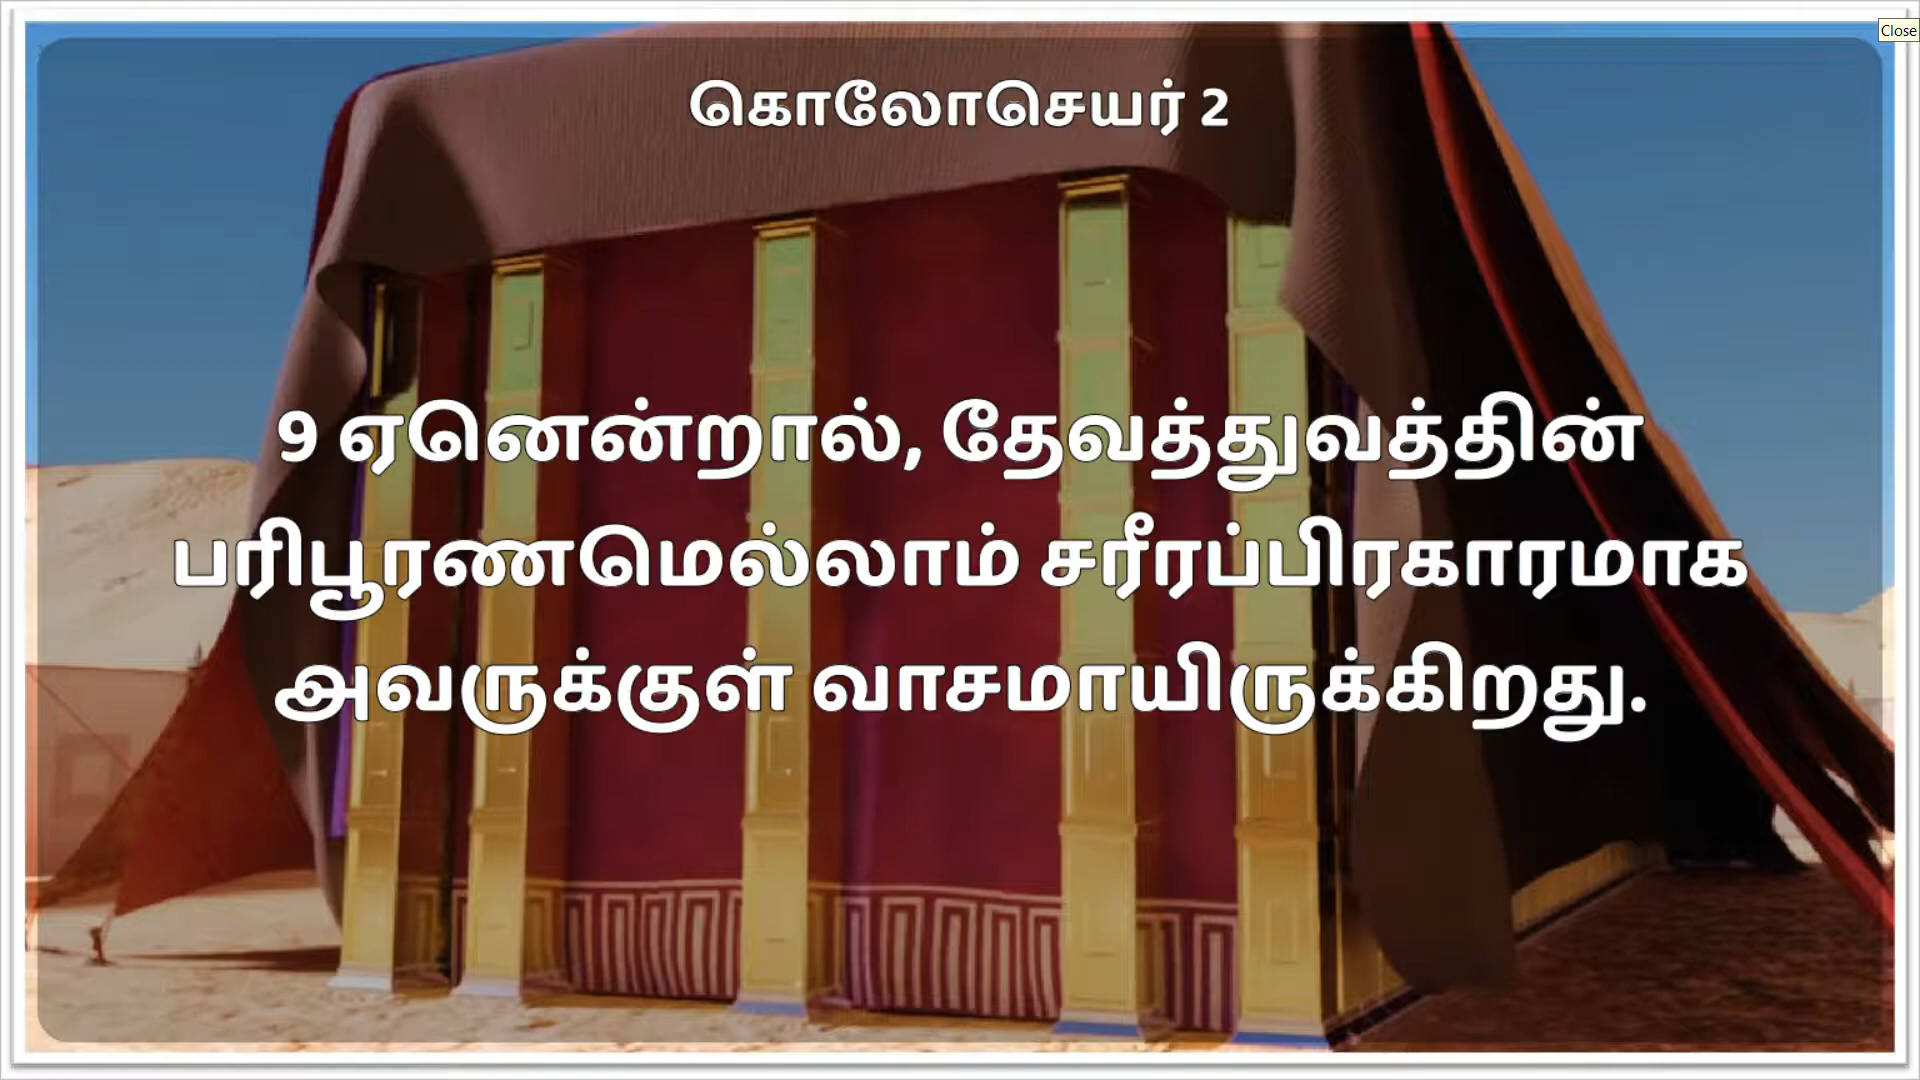 Close
கொலோசெயர் 2
9 ஏனென்றால், தேவத்துவத்தின்
பரிபூரணமெல்லாம் சரீரப்பிரகாரமாக
அவருக்குள் வாசமாயிருக்கிறது.